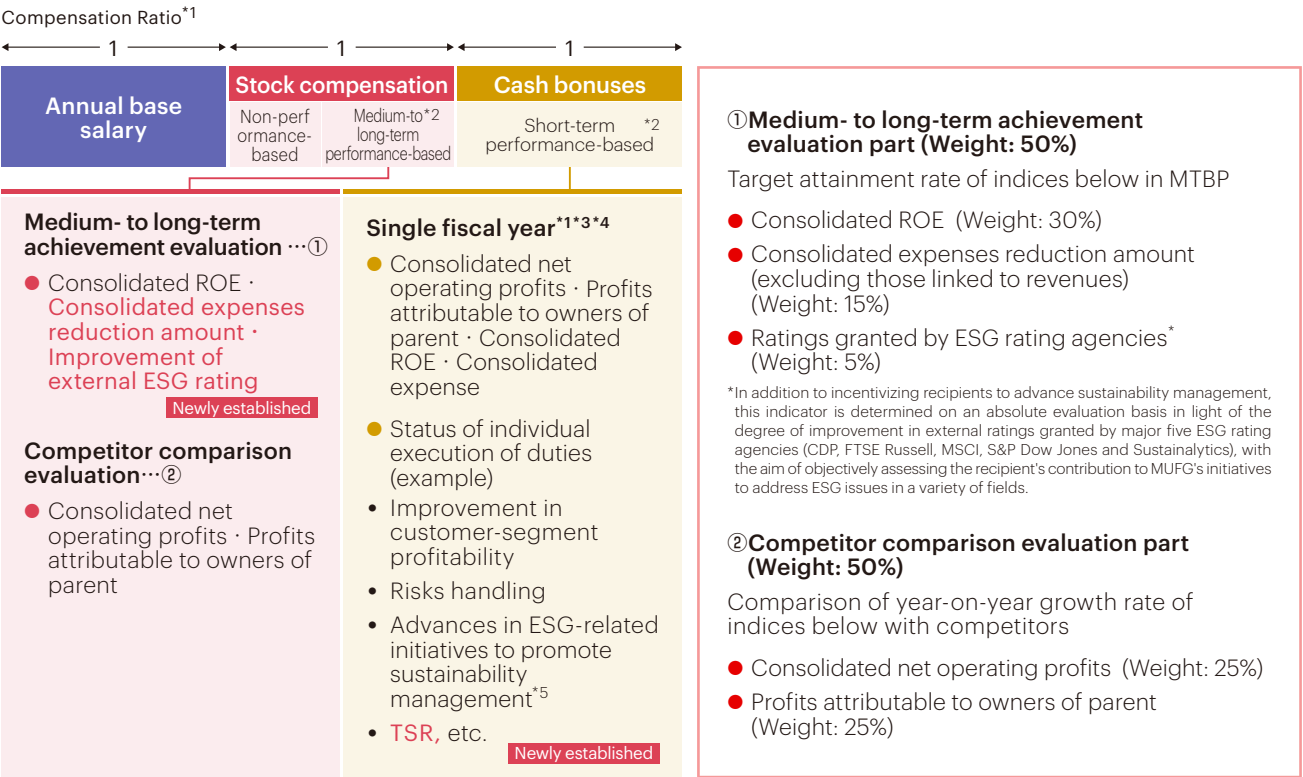 Compensation Ratio*1
1
1
1
Annual base
salary
Stock compensation
Non-perf
ormance-
based
Medium-to*2
long-term
performance-based
Cash bonuses
Short-term *2
performance-based
Medium- to long-term
achievement evaluation …①
● Consolidated ROE ·
Consolidated expenses
reduction amount ·
Improvement of
external ESG rating
Newly established
Competitor comparison
evaluation…②
● Consolidated net
operating profits · Profits
attributable to owners of
parent
Single fiscal year*1*3*4
● Consolidated net
operating profits · Profits
attributable to owners of
parent · Consolidated
ROE · Consolidated
expense
● Status of individual
execution of duties
(example)
• Improvement in
customer-segment
profitability
• Risks handling
• Advances in ESG-related
initiatives to promote
sustainability
management*5
• TSR, etc.
Newly established
①Medium- to long-term achievement
evaluation part (Weight: 50%)
Target attainment rate of indices below in MTBP
● Consolidated ROE (Weight: 30%)
● Consolidated expenses reduction amount
(excluding those linked to revenues)
(Weight: 15%)
● Ratings granted by ESG rating agencies*
(Weight: 5%)
*In addition to incentivizing recipients to advance sustainability management,
this indicator is determined on an absolute evaluation basis in light of the
degree of improvement in external ratings granted by major five ESG rating
agencies (CDP, FTSE Russell, MSCI, S&P Dow Jones and Sustainalytics), with
the aim of objectively assessing the recipient's contribution to MUFG's initiatives
to address ESG issues in a variety of fields.
②Competitor comparison evaluation part
(Weight: 50%)
Comparison of year-on-year growth rate of
indices below with competitors
● Consolidated net operating profits (Weight: 25%)
● Profits attributable to owners of parent
(Weight: 25%)